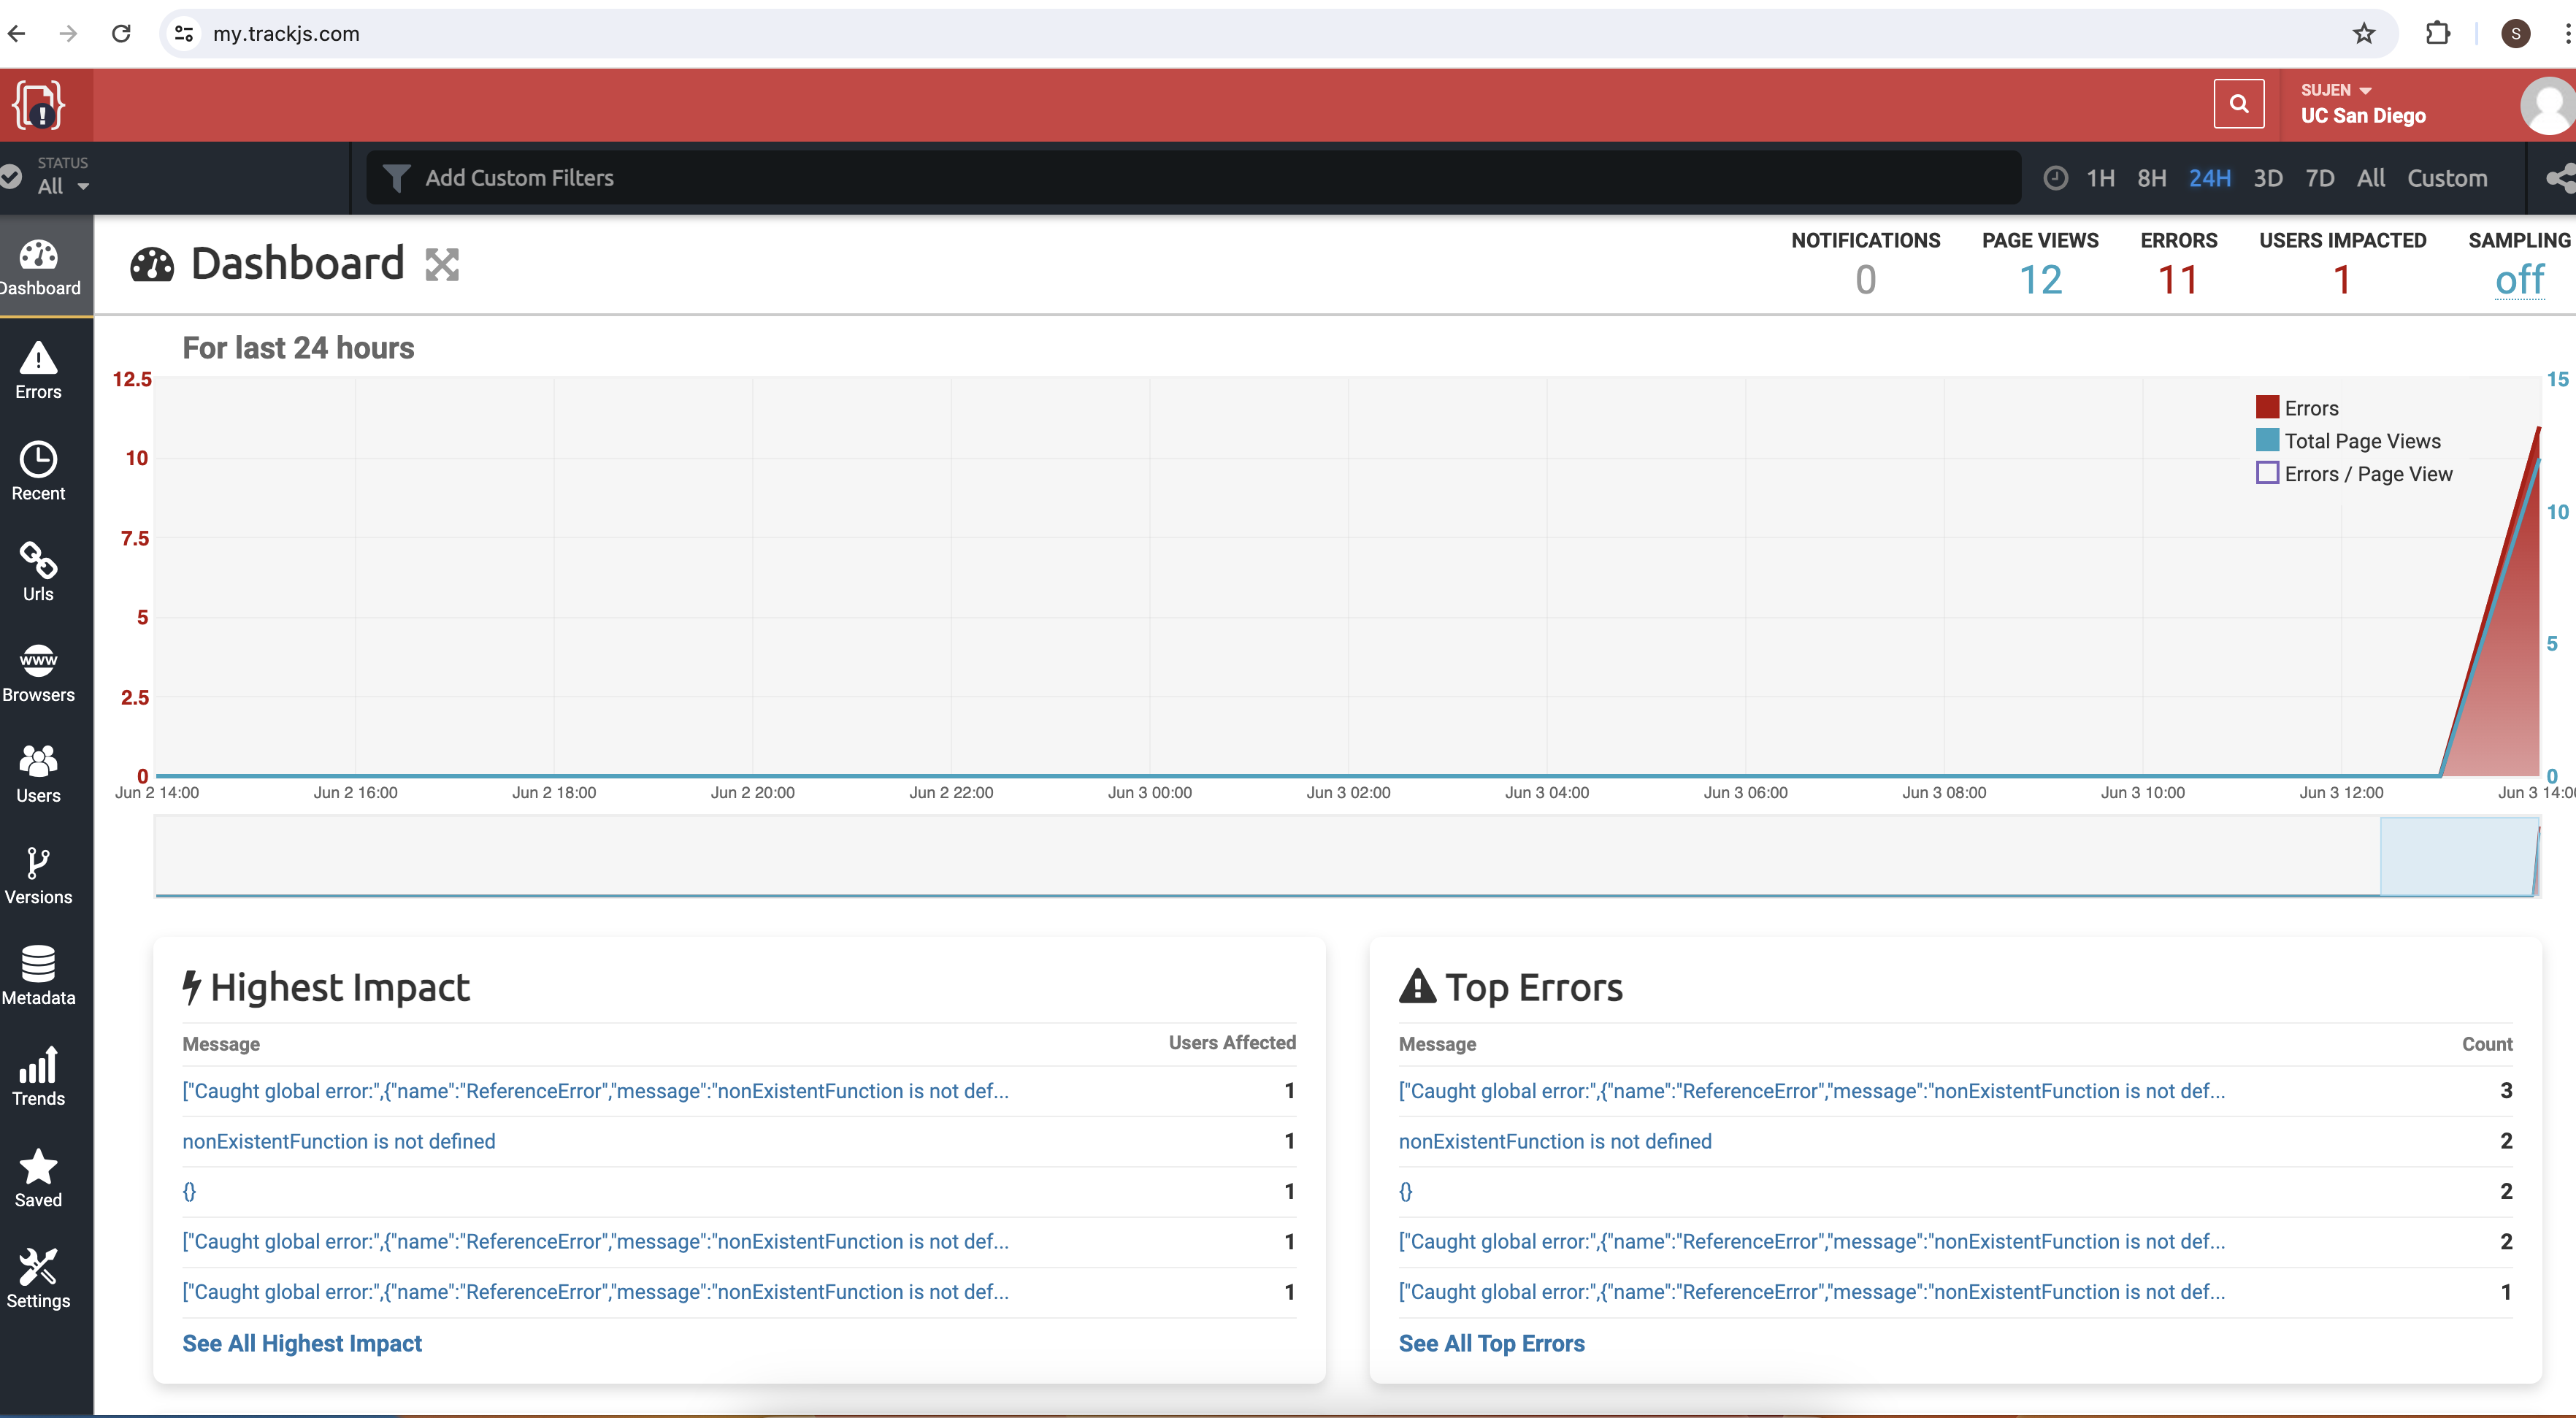 my.trackjs.com
S
SUJEN
UC San Diego
STATUS
All
Add Custom Filters
1H 8H 24H 3D 7D All Custom
Dashboard
Errors
Recent
Urls
www
Browsers
Users
Versions
Metadata
Trends
Saved
Settings
Dashboard
NOTIFICATIONS PAGE VIEWS ERRORS USERS IMPACTED SAMPLING
0 12 11 1 off
For last 24 hours
12.5
10
7.5
5
2.5
0
15
10
5
0
Errors
Total Page Views
Errors / Page View
Jun 2 14:00 Jun 2 16:00 Jun 2 18:00 Jun 2 20:00 Jun 2 22:00 Jun 3 00:00 Jun 3 02:00 Jun 3 04:00 Jun 3 06:00 Jun 3 08:00 Jun 3 10:00 Jun 3 12:00 Jun 3 14:00
Highest Impact
Message Users Affected
["Caught global error:",{"name":"ReferenceError","message":"nonExistentFunction is not def... 1
nonExistentFunction is not defined 1
{} 1
["Caught global error:",{"name":"ReferenceError","message":"nonExistentFunction is not def... 1
["Caught global error:",{"name":"ReferenceError","message":"nonExistentFunction is not def... 1
See All Highest Impact
Top Errors
Message Count
["Caught global error:",{"name":"ReferenceError","message":"nonExistentFunction is not def... 3
nonExistentFunction is not defined 2
{} 2
["Caught global error:",{"name":"ReferenceError","message":"nonExistentFunction is not def... 2
["Caught global error:",{"name":"ReferenceError","message":"nonExistentFunction is not def... 1
See All Top Errors